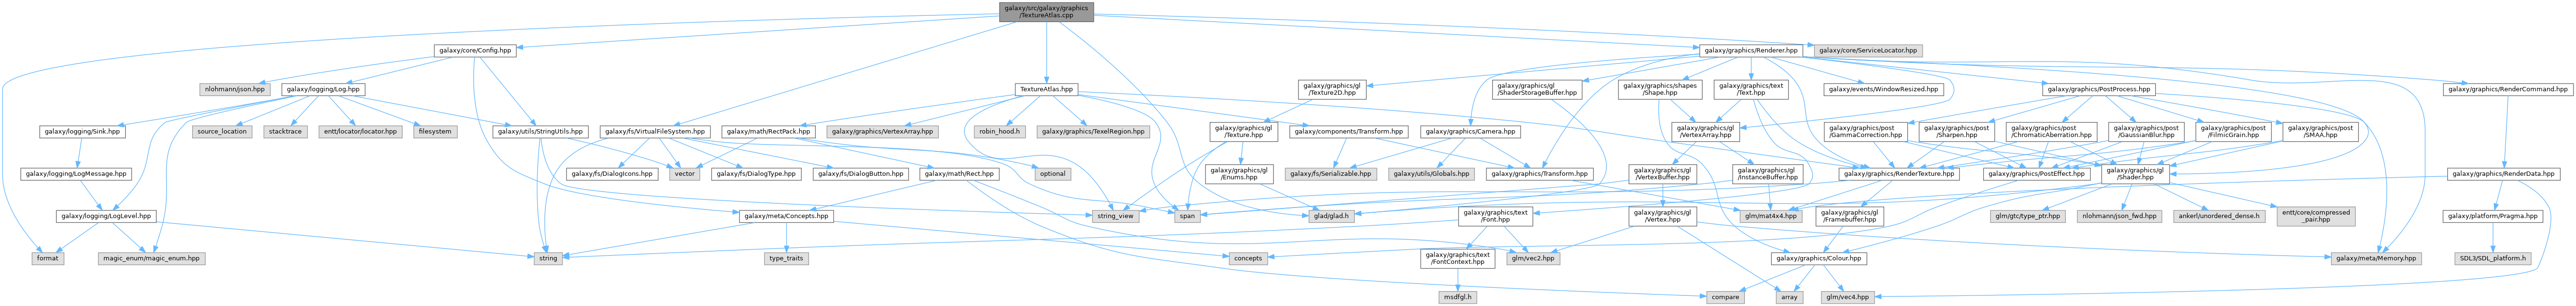 galaxy/src/galaxy/graphics
/TextureAtlas.cpp
galaxy/core/Config.hpp
galaxy/graphics/Renderer.hpp
galaxy/core/ServiceLocator.hpp
nlohmann/json.hpp
galaxy/logging/Log.hpp
TextureAtlas.hpp
galaxy/graphics/gl
/Texture2D.hpp
galaxy/graphics/gl
/ShaderStorageBuffer.hpp
galaxy/graphics/shapes
/Shape.hpp
galaxy/graphics/text
/Text.hpp
galaxy/events/WindowResized.hpp
galaxy/graphics/PostProcess.hpp
galaxy/graphics/RenderCommand.hpp
galaxy/logging/Sink.hpp
source_location
stacktrace
entt/locator/locator.hpp
filesystem
galaxy/utils/StringUtils.hpp
galaxy/fs/VirtualFileSystem.hpp
galaxy/math/RectPack.hpp
galaxy/graphics/VertexArray.hpp
robin_hood.h
galaxy/graphics/TexelRegion.hpp
galaxy/graphics/gl
/Texture.hpp
galaxy/components/Transform.hpp
galaxy/graphics/Camera.hpp
galaxy/graphics/gl
/VertexArray.hpp
galaxy/graphics/post
/GammaCorrection.hpp
galaxy/graphics/post
/Sharpen.hpp
galaxy/graphics/post
/ChromaticAberration.hpp
galaxy/graphics/post
/GaussianBlur.hpp
galaxy/graphics/post
/FilmicGrain.hpp
galaxy/graphics/post
/SMAA.hpp
galaxy/logging/LogMessage.hpp
galaxy/fs/DialogIcons.hpp
vector
galaxy/fs/DialogType.hpp
galaxy/fs/DialogButton.hpp
galaxy/math/Rect.hpp
optional
galaxy/graphics/gl
/Enums.hpp
galaxy/fs/Serializable.hpp
galaxy/utils/Globals.hpp
galaxy/graphics/Transform.hpp
galaxy/graphics/gl
/VertexBuffer.hpp
galaxy/graphics/gl
/InstanceBuffer.hpp
galaxy/graphics/RenderTexture.hpp
galaxy/graphics/PostEffect.hpp
galaxy/graphics/gl
/Shader.hpp
galaxy/graphics/RenderData.hpp
galaxy/logging/LogLevel.hpp
galaxy/meta/Concepts.hpp
string_view
span
glad/glad.h
galaxy/graphics/text
/Font.hpp
galaxy/graphics/gl
/Vertex.hpp
glm/mat4x4.hpp
galaxy/graphics/gl
/Framebuffer.hpp
glm/gtc/type_ptr.hpp
nlohmann/json_fwd.hpp
ankerl/unordered_dense.h
entt/core/compressed
_pair.hpp
galaxy/platform/Pragma.hpp
format
magic_enum/magic_enum.hpp
string
type_traits
concepts
galaxy/graphics/text
/FontContext.hpp
glm/vec2.hpp
galaxy/graphics/Colour.hpp
galaxy/meta/Memory.hpp
SDL3/SDL_platform.h
msdfgl.h
compare
array
glm/vec4.hpp